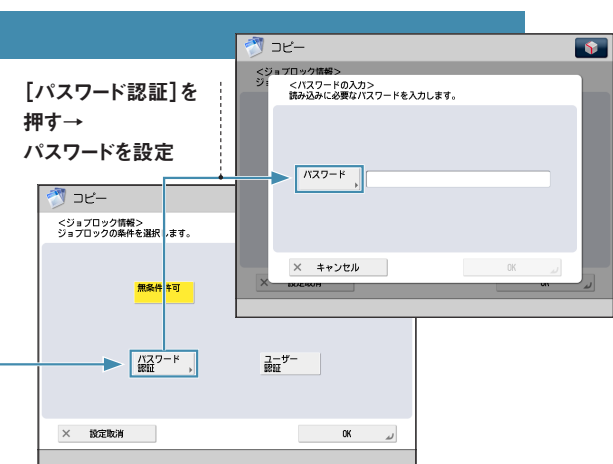 [パスワード認証]を
押す→
パスワードを設定
コピー
<ジョブロック情報>
ジョ
<パスワードの入力>
読み込みに必要なパスワードを入力します。
パスワード
× キャンセル
OK
× 設定取消
OK
コピー
<ジョブロック情報>
ジョブロックの条件を選択します。
無条件許可
パスワード
認証
ユーザー
認証
× 設定取消
OK